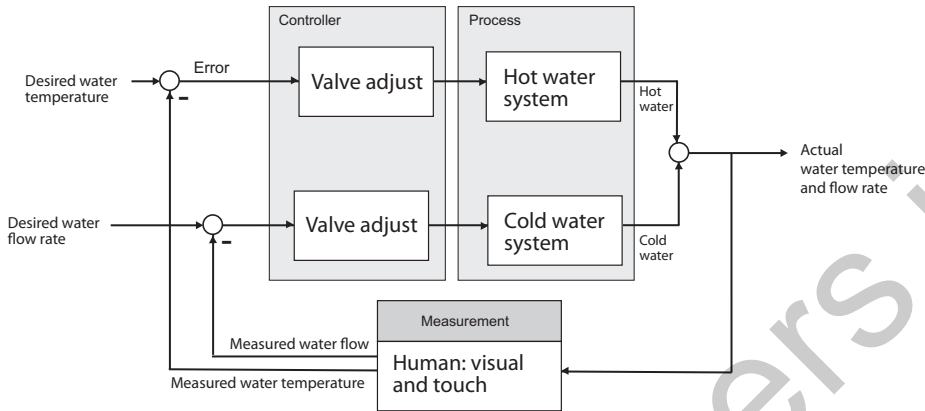 Controller
Process
Error
Desired water
temperature
-
Valve adjust
Hot water
system
Hot
water
Actual
water temperature
and flow rate
Desired water
flow rate
-
Valve adjust
Cold water
system
Cold
water
Measurement
Measured water flow
Measured water temperature
Human: visual
and touch